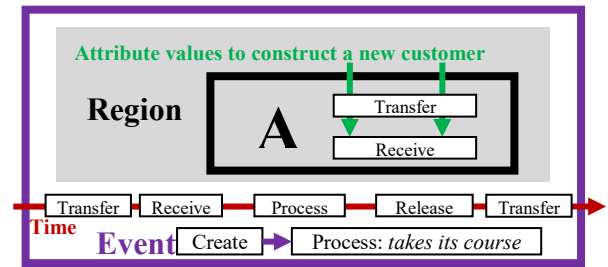 Attribute values to construct a new customer
Region
A
Transfer
Receive
Transfer Receive Process Release Transfer
Time
Event Create Process: takes its course